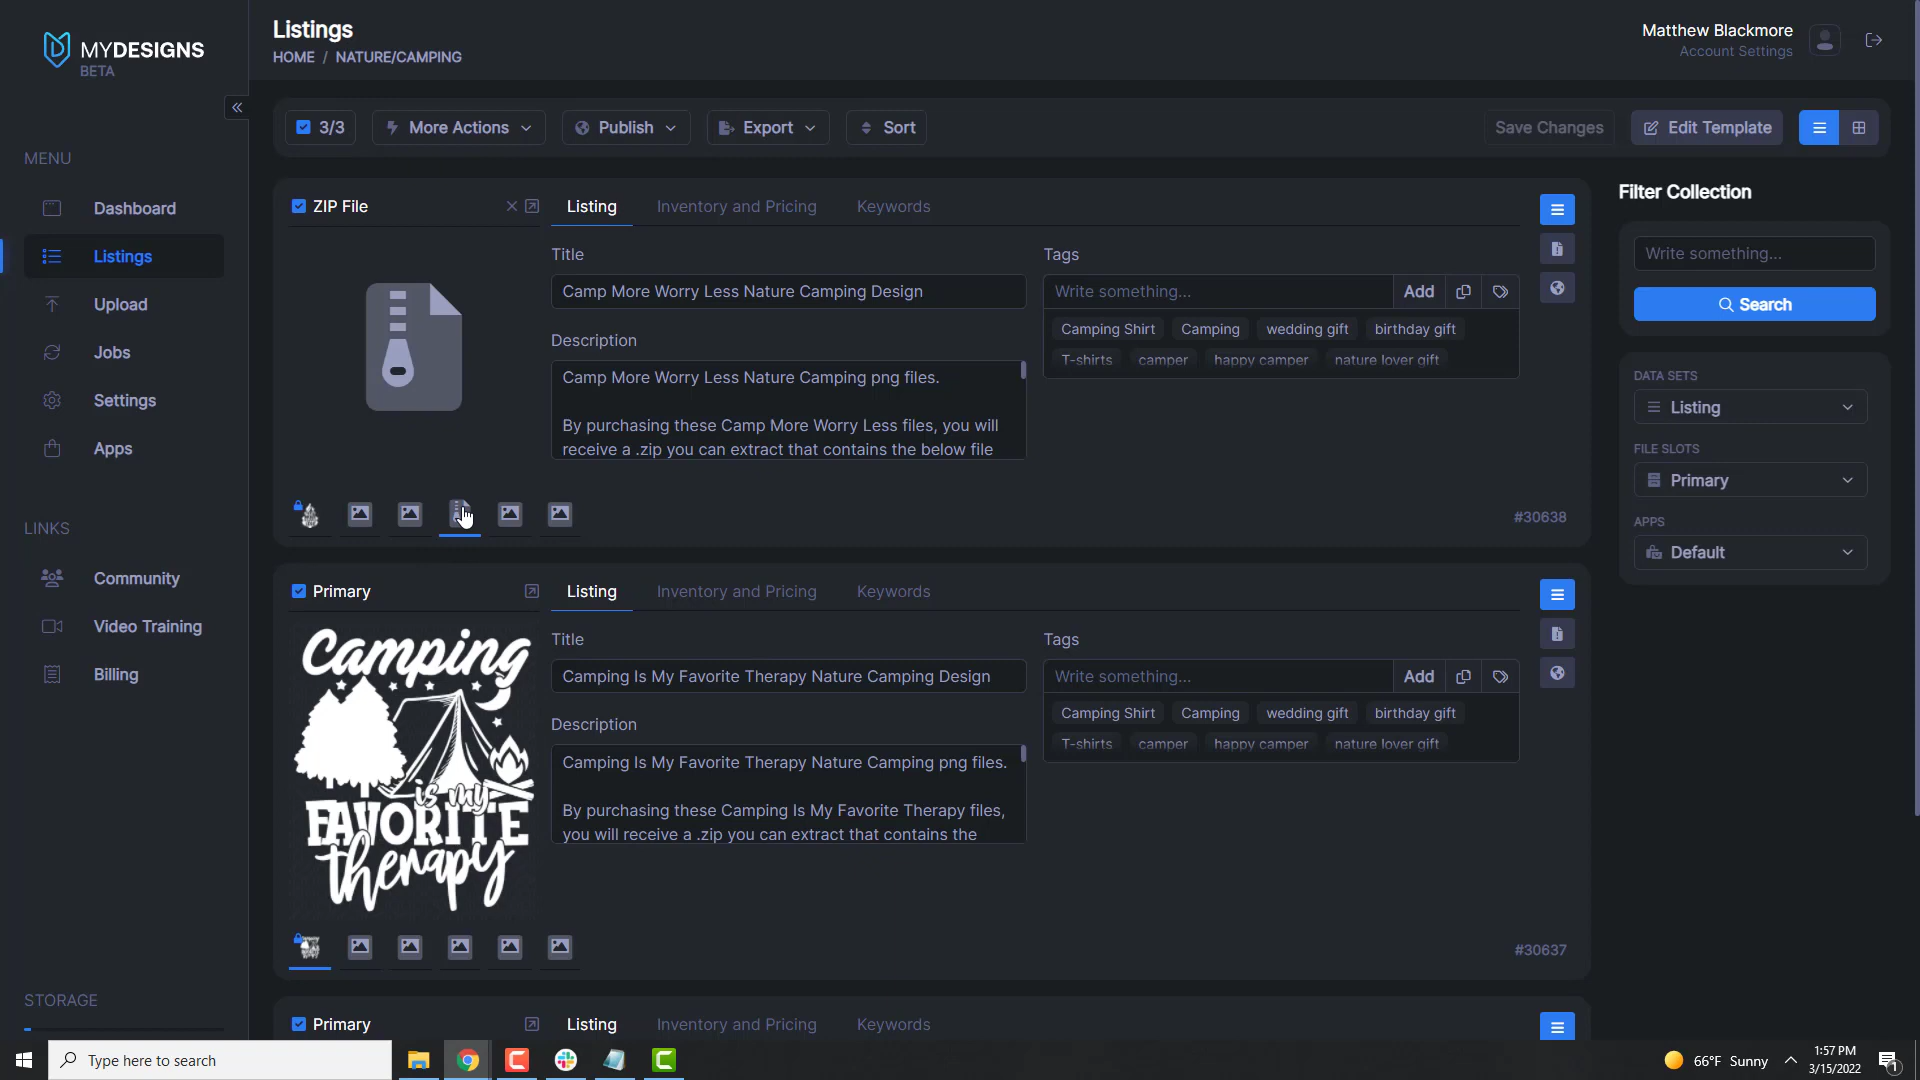 MYDESIGNS
BETA
Listings
HOME / NATURE/CAMPING
Matthew Blackmore
Account Settings
MENU
Dashboard
Listings
Upload
Jobs
Settings
Apps
LINKS
Community
Video Training
Billing
STORAGE
3/3
More Actions
Publish
Export
Sort
Save Changes
Edit Template
ZIP File
Listing
Inventory and Pricing
Keywords
Title
Camp More Worry Less Nature Camping Design
Description
Camp More Worry Less Nature Camping png files.
By purchasing these Camp More Worry Less files, you will
receive a .zip you can extract that contains the below file
Tags
Write something...
Add
Camping Shirt Camping wedding gift birthday gift
T-shirts camper happy camper nature lover gift
#30638
Primary
Camping
is my
FAVORITE
therapy
Listing
Inventory and Pricing
Keywords
Title
Camping Is My Favorite Therapy Nature Camping Design
Description
Camping Is My Favorite Therapy Nature Camping png files.
By purchasing these Camping Is My Favorite Therapy files,
you will receive a .zip you can extract that contains the
Tags
Write something...
Add
Camping Shirt Camping wedding gift birthday gift
T-shirts camper happy camper nature lover gift
#30637
Primary
Listing
Inventory and Pricing
Keywords
Filter Collection
Write something...
Search
DATA SETS
Listing
FILE SLOTS
Primary
APPS
Default
Type here to search
66°F Sunny
1:57 PM
3/15/2022
1